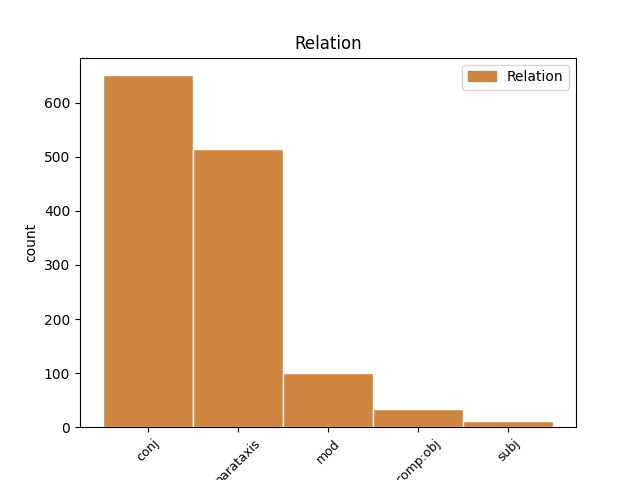 Relation
Relation
count
600
500
400
300
200
100
0
conj
parataxis
mod
comp:obj
subj